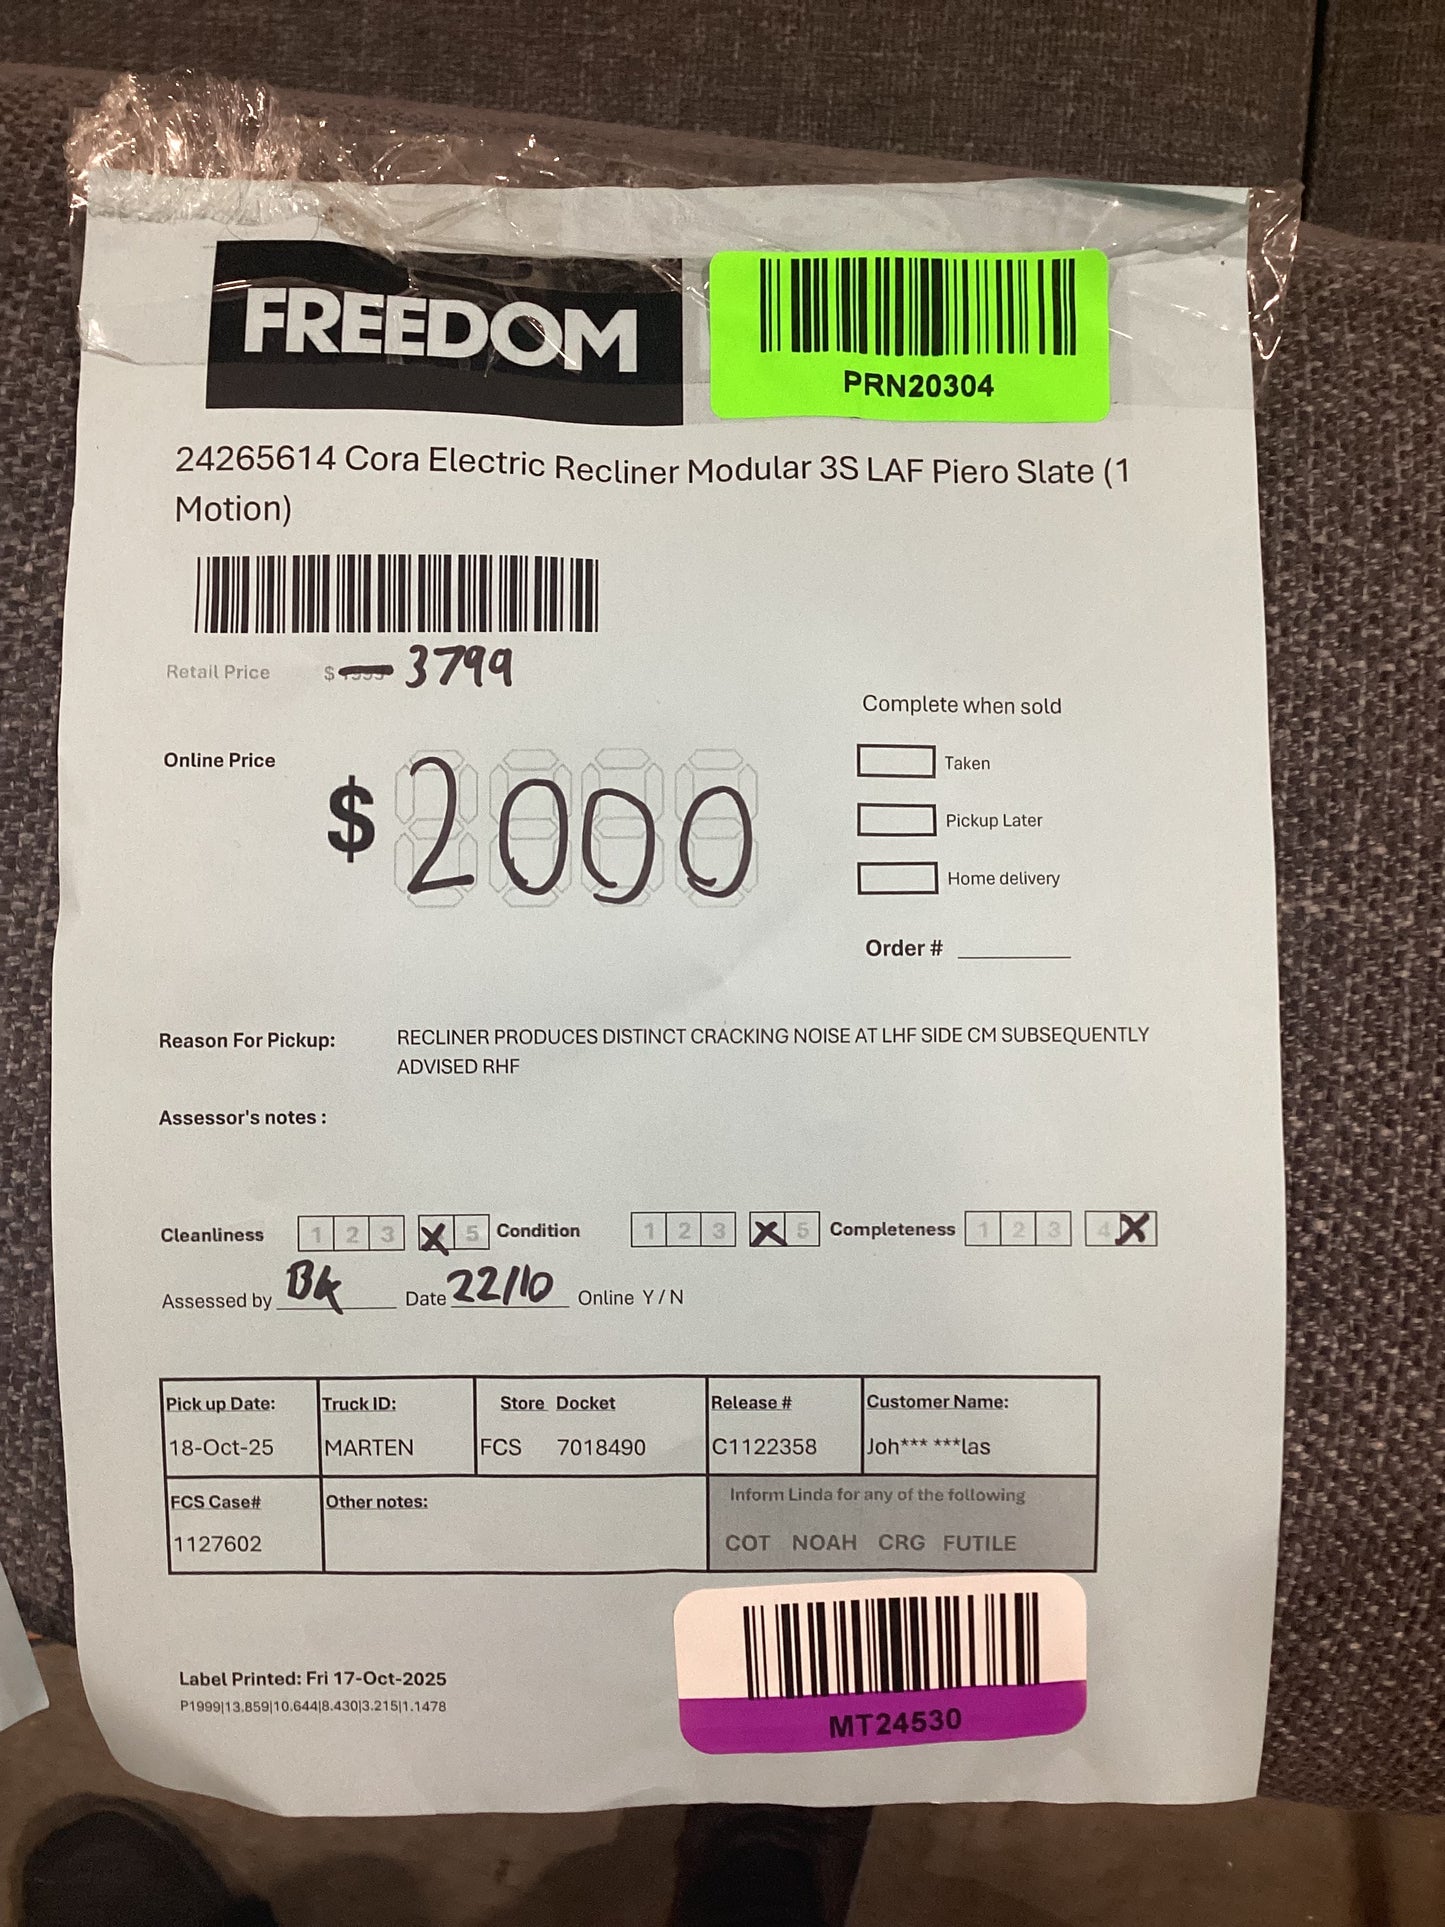 FREEDOM
PRN20304
24265614 Cora Electric Recliner Modular 3S LAF Piero Slate (1
Motion)
Retail Price $ 3799
Complete when sold
Online Price
$ 2000
Taken
Pickup Later
Home delivery
Order #
Reason For Pickup: RECLINER PRODUCES DISTINCT CRACKING NOISE AT LHF SIDE CM SUBSEQUENTLY
ADVISED RHF
Assessor's notes :
Cleanliness 1 2 3 X 5 Condition 1 2 3 X 5 Completeness 1 2 3 4 X
Assessed by BK Date 22/10 Online Y / N
Pick up Date: Truck ID: Store Docket Release # Customer Name:
18-Oct-25 MARTEN FCS 7018490 C1122358 Joh*** ***las
FCS Case# Other notes: Inform Linda for any of the following
1127602 COT NOAH CRG FUTILE
Label Printed: Fri 17-Oct-2025
P1999|13.859|10.644|8.430|3.215|1.1478
MT24530